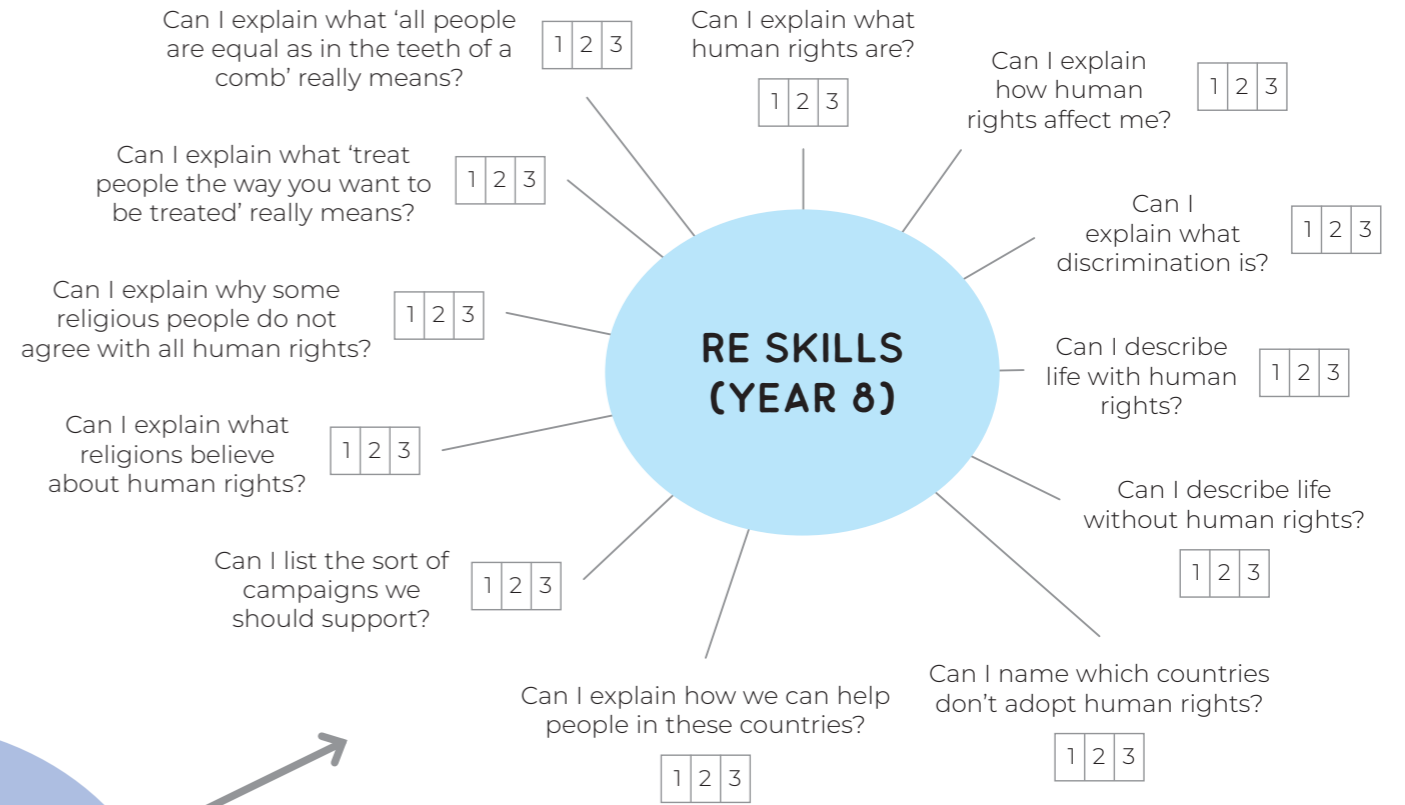 RE SKILLS
(YEAR 8)
Can I explain what
human rights are?
1 2 3
Can I explain
how human
rights affect me?
1 2 3
Can I
explain what
discrimination is?
1 2 3
Can I describe
life with human
rights?
1 2 3
Can I describe life
without human rights?
1 2 3
Can I name which countries
don’t adopt human rights?
1 2 3
Can I explain how we can help
people in these countries?
1 2 3
Can I list the sort of
campaigns we
should support?
1 2 3
Can I explain what
religions believe
about human rights?
1 2 3
Can I explain why some
religious people do not
agree with all human rights?
1 2 3
Can I explain what ‘treat
people the way you want to
be treated’ really means?
1 2 3
Can I explain what ‘all people
are equal as in the teeth of a
comb’ really means?
1 2 3